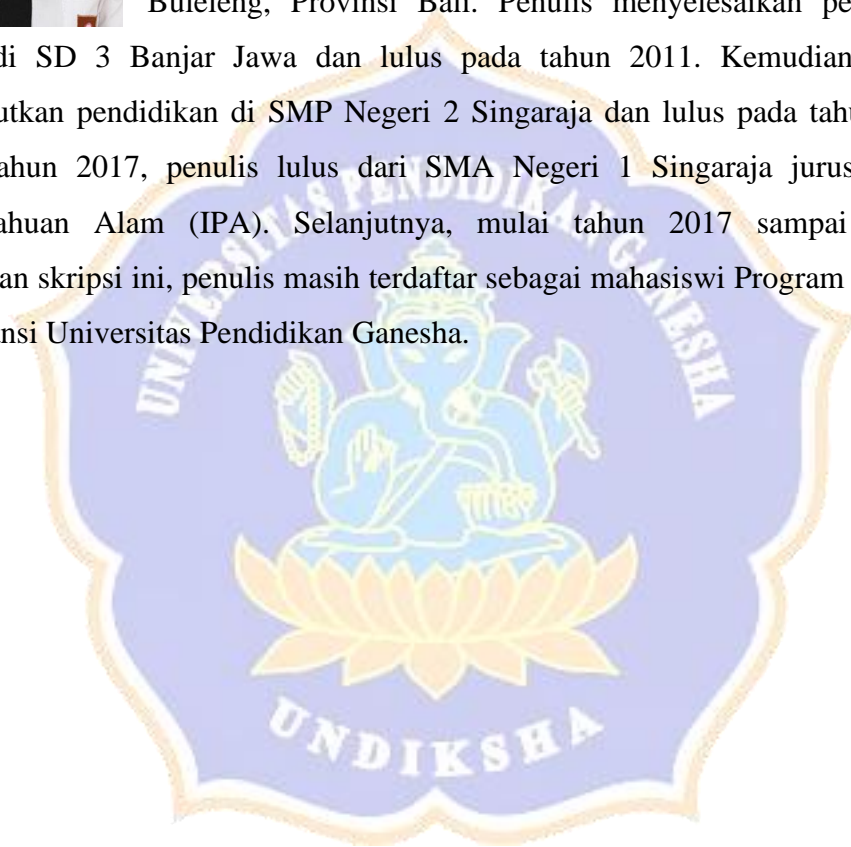 Buleleng, Provinsi Bali. Penulis menyelesaikan pe
di SD 3 Banjar Jawa dan lulus pada tahun 2011. Kemudian
utkan pendidikan di SMP Negeri 2 Singaraja dan lulus pada tahu
ahun 2017, penulis lulus dari SMA Negeri 1 Singaraja jurus
ahuan Alam (IPA). Selanjutnya, mulai tahun 2017 sampai
an skripsi ini, penulis masih terdaftar sebagai mahasiswi Program
nsi Universitas Pendidikan Ganesha.
UNIVERSITAS PENDIDIKAN GANESHA
UNDIKSHA